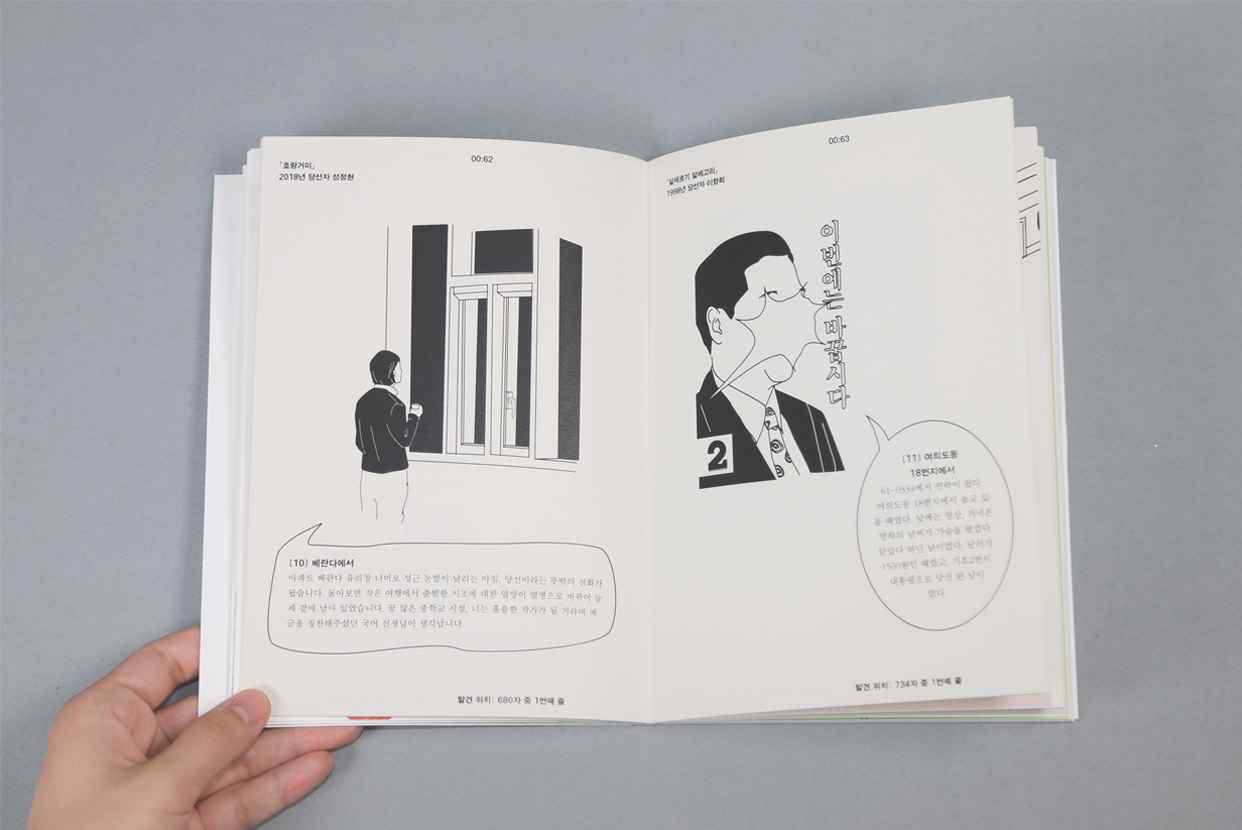 「호랑거미」
2018년 당선자 성정현
00:62
(10) 베란다에서
아파트 베란다 유리창 너머로 성근 눈발이 날리는 아침, 당선이라는 뜻밖의 전화가
왔습니다. 돌아보면 작은 여행에서 출발한 시조에 대한 열망이 열병으로 바뀌어 늘
제 곁에 남아 있었습니다. 꿈 많은 중학교 시절, 너는 훌륭한 작가가 될 거라며 제
글을 칭찬해주셨던 국어 선생님이 생각납니다.
발견 위치: 680자 중 1번째 줄
「알레르기 알레고리」
1998년 당선자 이향희
00:63
이번에는 바꿉시다
2
(11) 여의도동
18번지에서
61-0334에서 연락이 왔다.
여의도동 18번지에서 놀고 있
을 때였다. 낮에는 영상, 저녁은
영하의 날씨가 가슴을 폈었다
닫았다 하던 날이었다. 달러가
1500원인 때였고, 기호2번이
대통령으로 당선 된 날이
었다.
발견 위치: 734자 중 1번째 줄